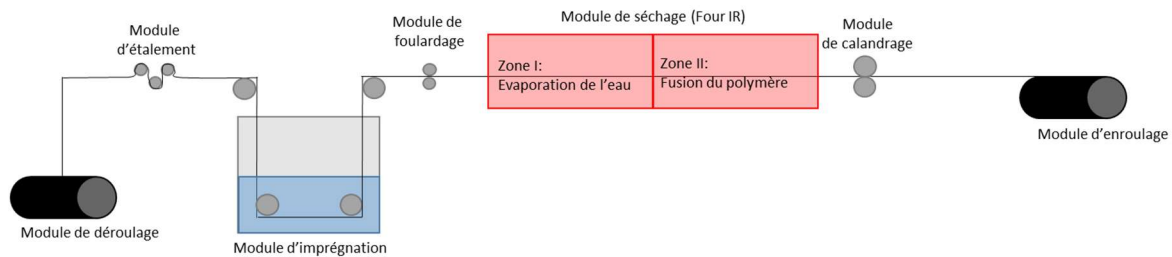 Module
d'étalement
Module de déroulage
Module d'imprégnation
Module de
foulardage
Module de séchage (Four IR)
Zone I:
Evaporation de l'eau
Zone II:
Fusion du polymère
Module
de calandrage
Module d'enroulage